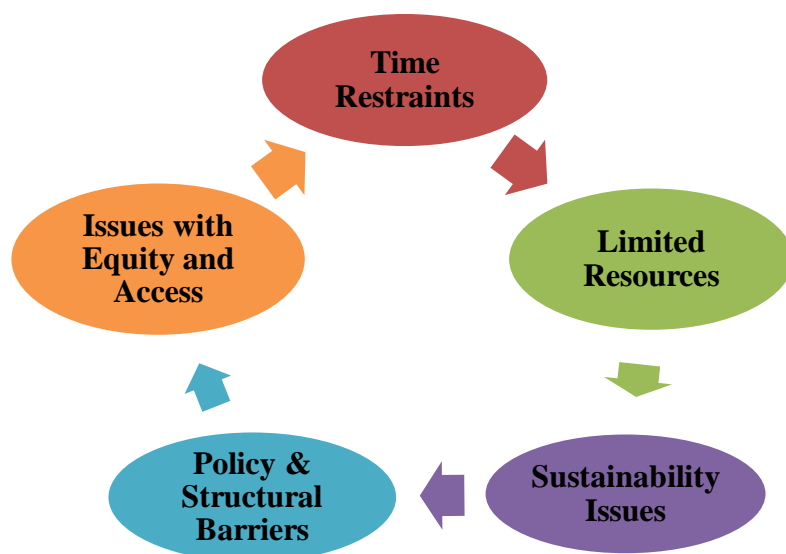 Time
Restraints
Limited
Resources
Sustainability
Issues
Policy &
Structural
Barriers
Issues with
Equity and
Access